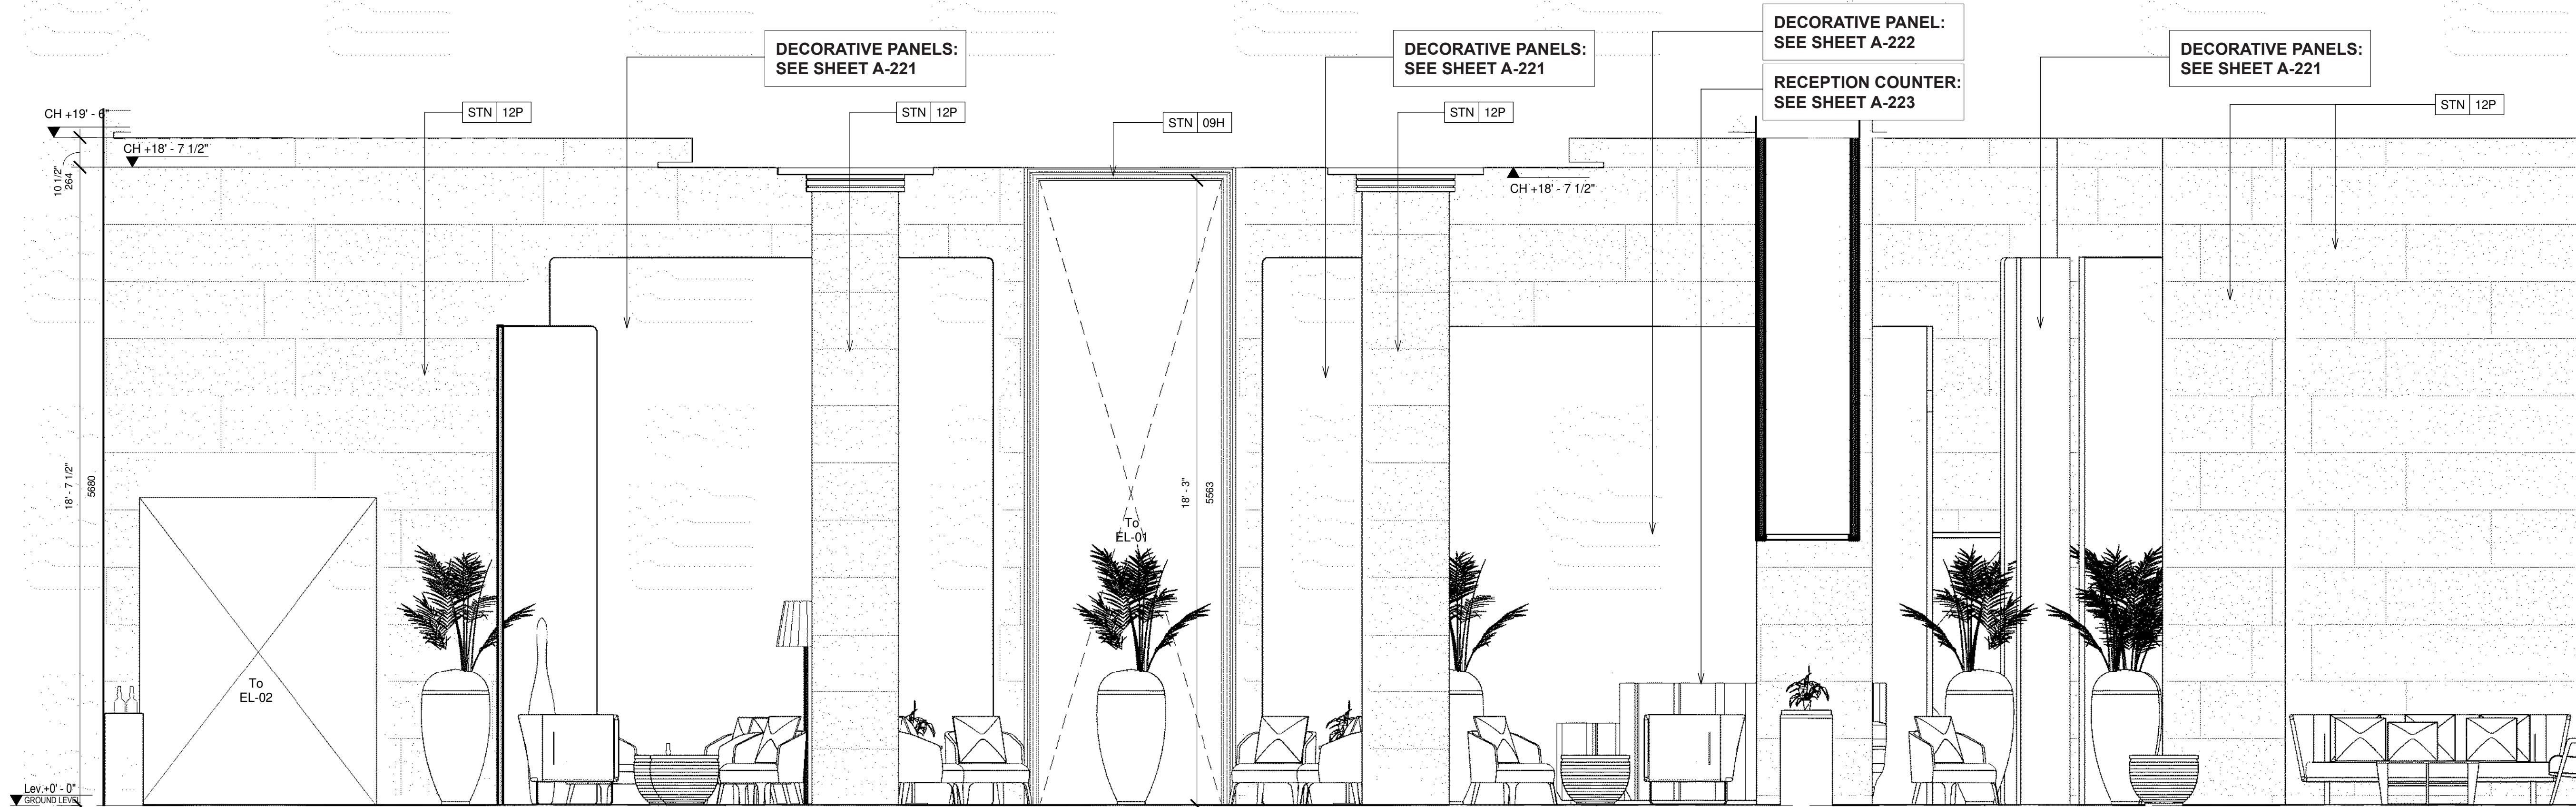 DECORATIVE PANEL:
SEE SHEET A-222
DECORATIVE PANELS:
SEE SHEET A-221
DECORATIVE PANELS:
SEE SHEET A-221
DECORATIVE PANELS:
SEE SHEET A-221
RECEPTION COUNTER:
SEE SHEET A-223
CH +19' - 6"
STN 12P
STN 12P
STN 09H
STN 12P
STN 12P
CH +18' - 7 1/2"
10 1/2"
264
CH +18' - 7 1/2"
18' - 7 1/2"
5680
18' - 3"
5563
To
EL-01
To
EL-02
Lev.+0' - 0"
GROUND LEVEL